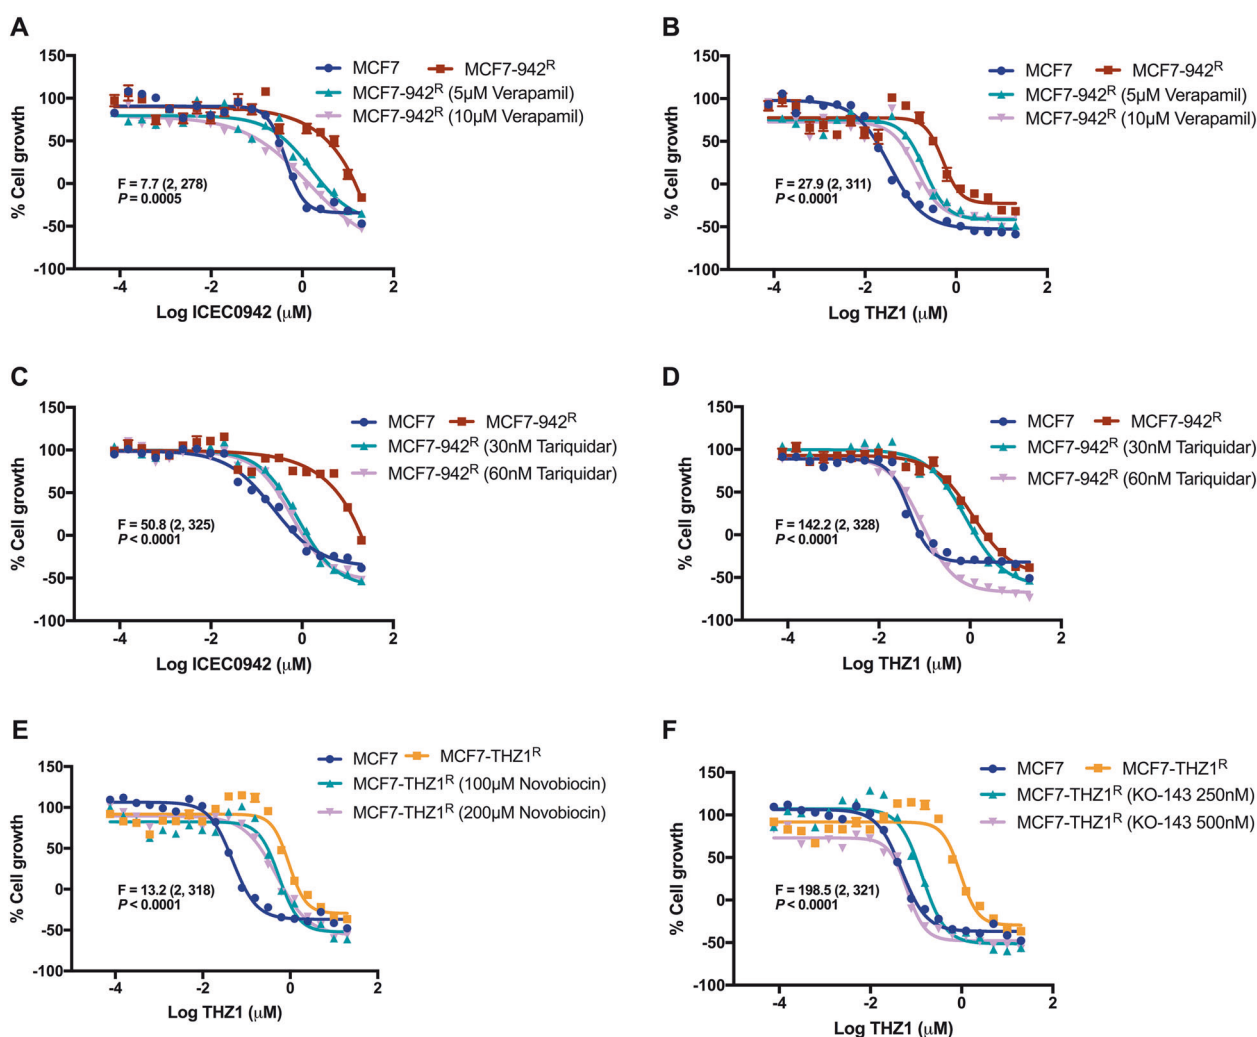 A
150
100
50
0
-50
-100
% Cell growth
MCF7 MCF7-942ᴿ
MCF7-942ᴿ (5μM Verapamil)
MCF7-942ᴿ (10μM Verapamil)
F = 7.7 (2, 278)
P = 0.0005
-4 -2 0 2
Log ICEC0942 (μM)
B
150
100
50
0
-50
-100
% Cell growth
MCF7 MCF7-942ᴿ
MCF7-942ᴿ (5μM Verapamil)
MCF7-942ᴿ (10μM Verapamil)
F = 27.9 (2, 311)
P < 0.0001
-4 -2 0 2
Log THZ1 (μM)
C
150
100
50
0
-50
-100
% Cell growth
MCF7 MCF7-942ᴿ
MCF7-942ᴿ (30nM Tariquidar)
MCF7-942ᴿ (60nM Tariquidar)
F = 50.8 (2, 325)
P < 0.0001
-4 -2 0 2
Log ICEC0942 (μM)
D
150
100
50
0
-50
-100
% Cell growth
MCF7 MCF7-942ᴿ
MCF7-942ᴿ (30nM Tariquidar)
MCF7-942ᴿ (60nM Tariquidar)
F = 142.2 (2, 328)
P < 0.0001
-4 -2 0 2
Log THZ1 (μM)
E
150
100
50
0
-50
-100
% Cell growth
MCF7 MCF7-THZ1ᴿ
MCF7-THZ1ᴿ (100μM Novobiocin)
MCF7-THZ1ᴿ (200μM Novobiocin)
F = 13.2 (2, 318)
P < 0.0001
-4 -2 0 2
Log THZ1 (μM)
F
150
100
50
0
-50
-100
% Cell growth
MCF7 MCF7-THZ1ᴿ
MCF7-THZ1ᴿ (KO-143 250nM)
MCF7-THZ1ᴿ (KO-143 500nM)
F = 198.5 (2, 321)
P < 0.0001
-4 -2 0 2
Log THZ1 (μM)